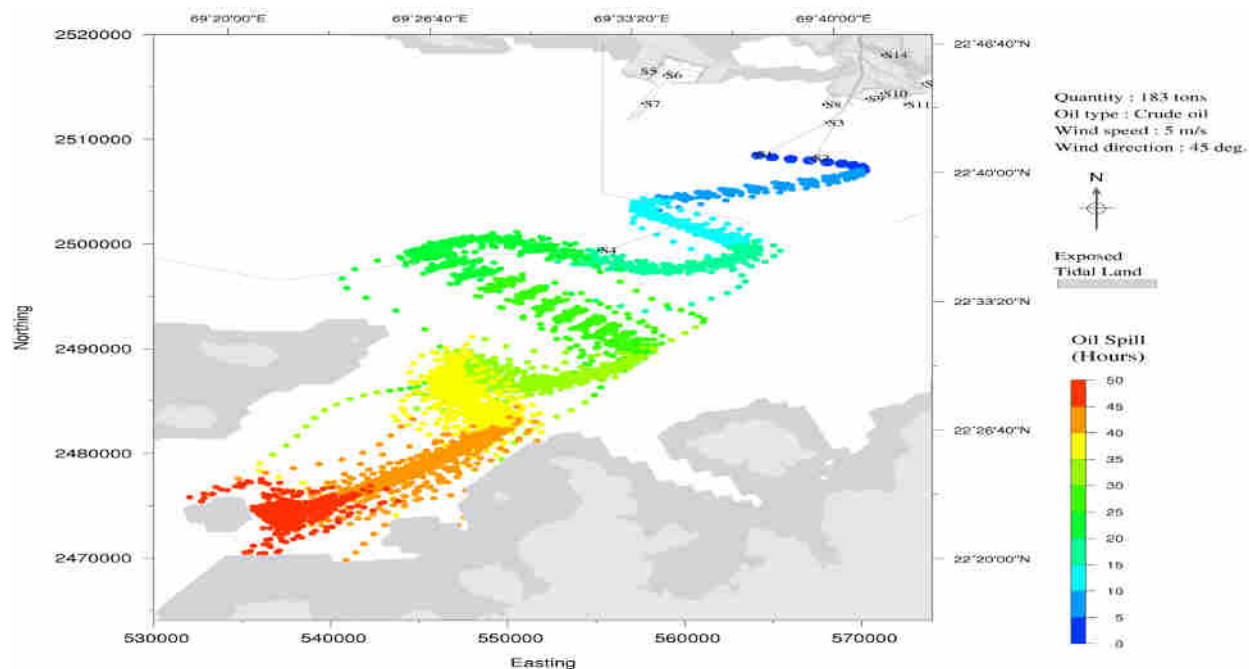 69°20'00"E 69°26'40"E 69°33'20"E 69°40'00"E
2520000
2510000
2500000
2490000
2480000
2470000
Northing
530000 540000 550000 560000 570000
Easting
22°46'40"N
22°40'00"N
22°33'20"N
22°26'40"N
22°20'00"N
S14
S5
S6
S7
S10
S9
S8
S11
S3
S1
S2
S4
Quantity : 183 tons
Oil type : Crude oil
Wind speed : 5 m/s
Wind direction : 45 deg.
N
Exposed
Tidal Land
Oil Spill
(Hours)
50
45
40
35
30
25
20
15
10
5
0